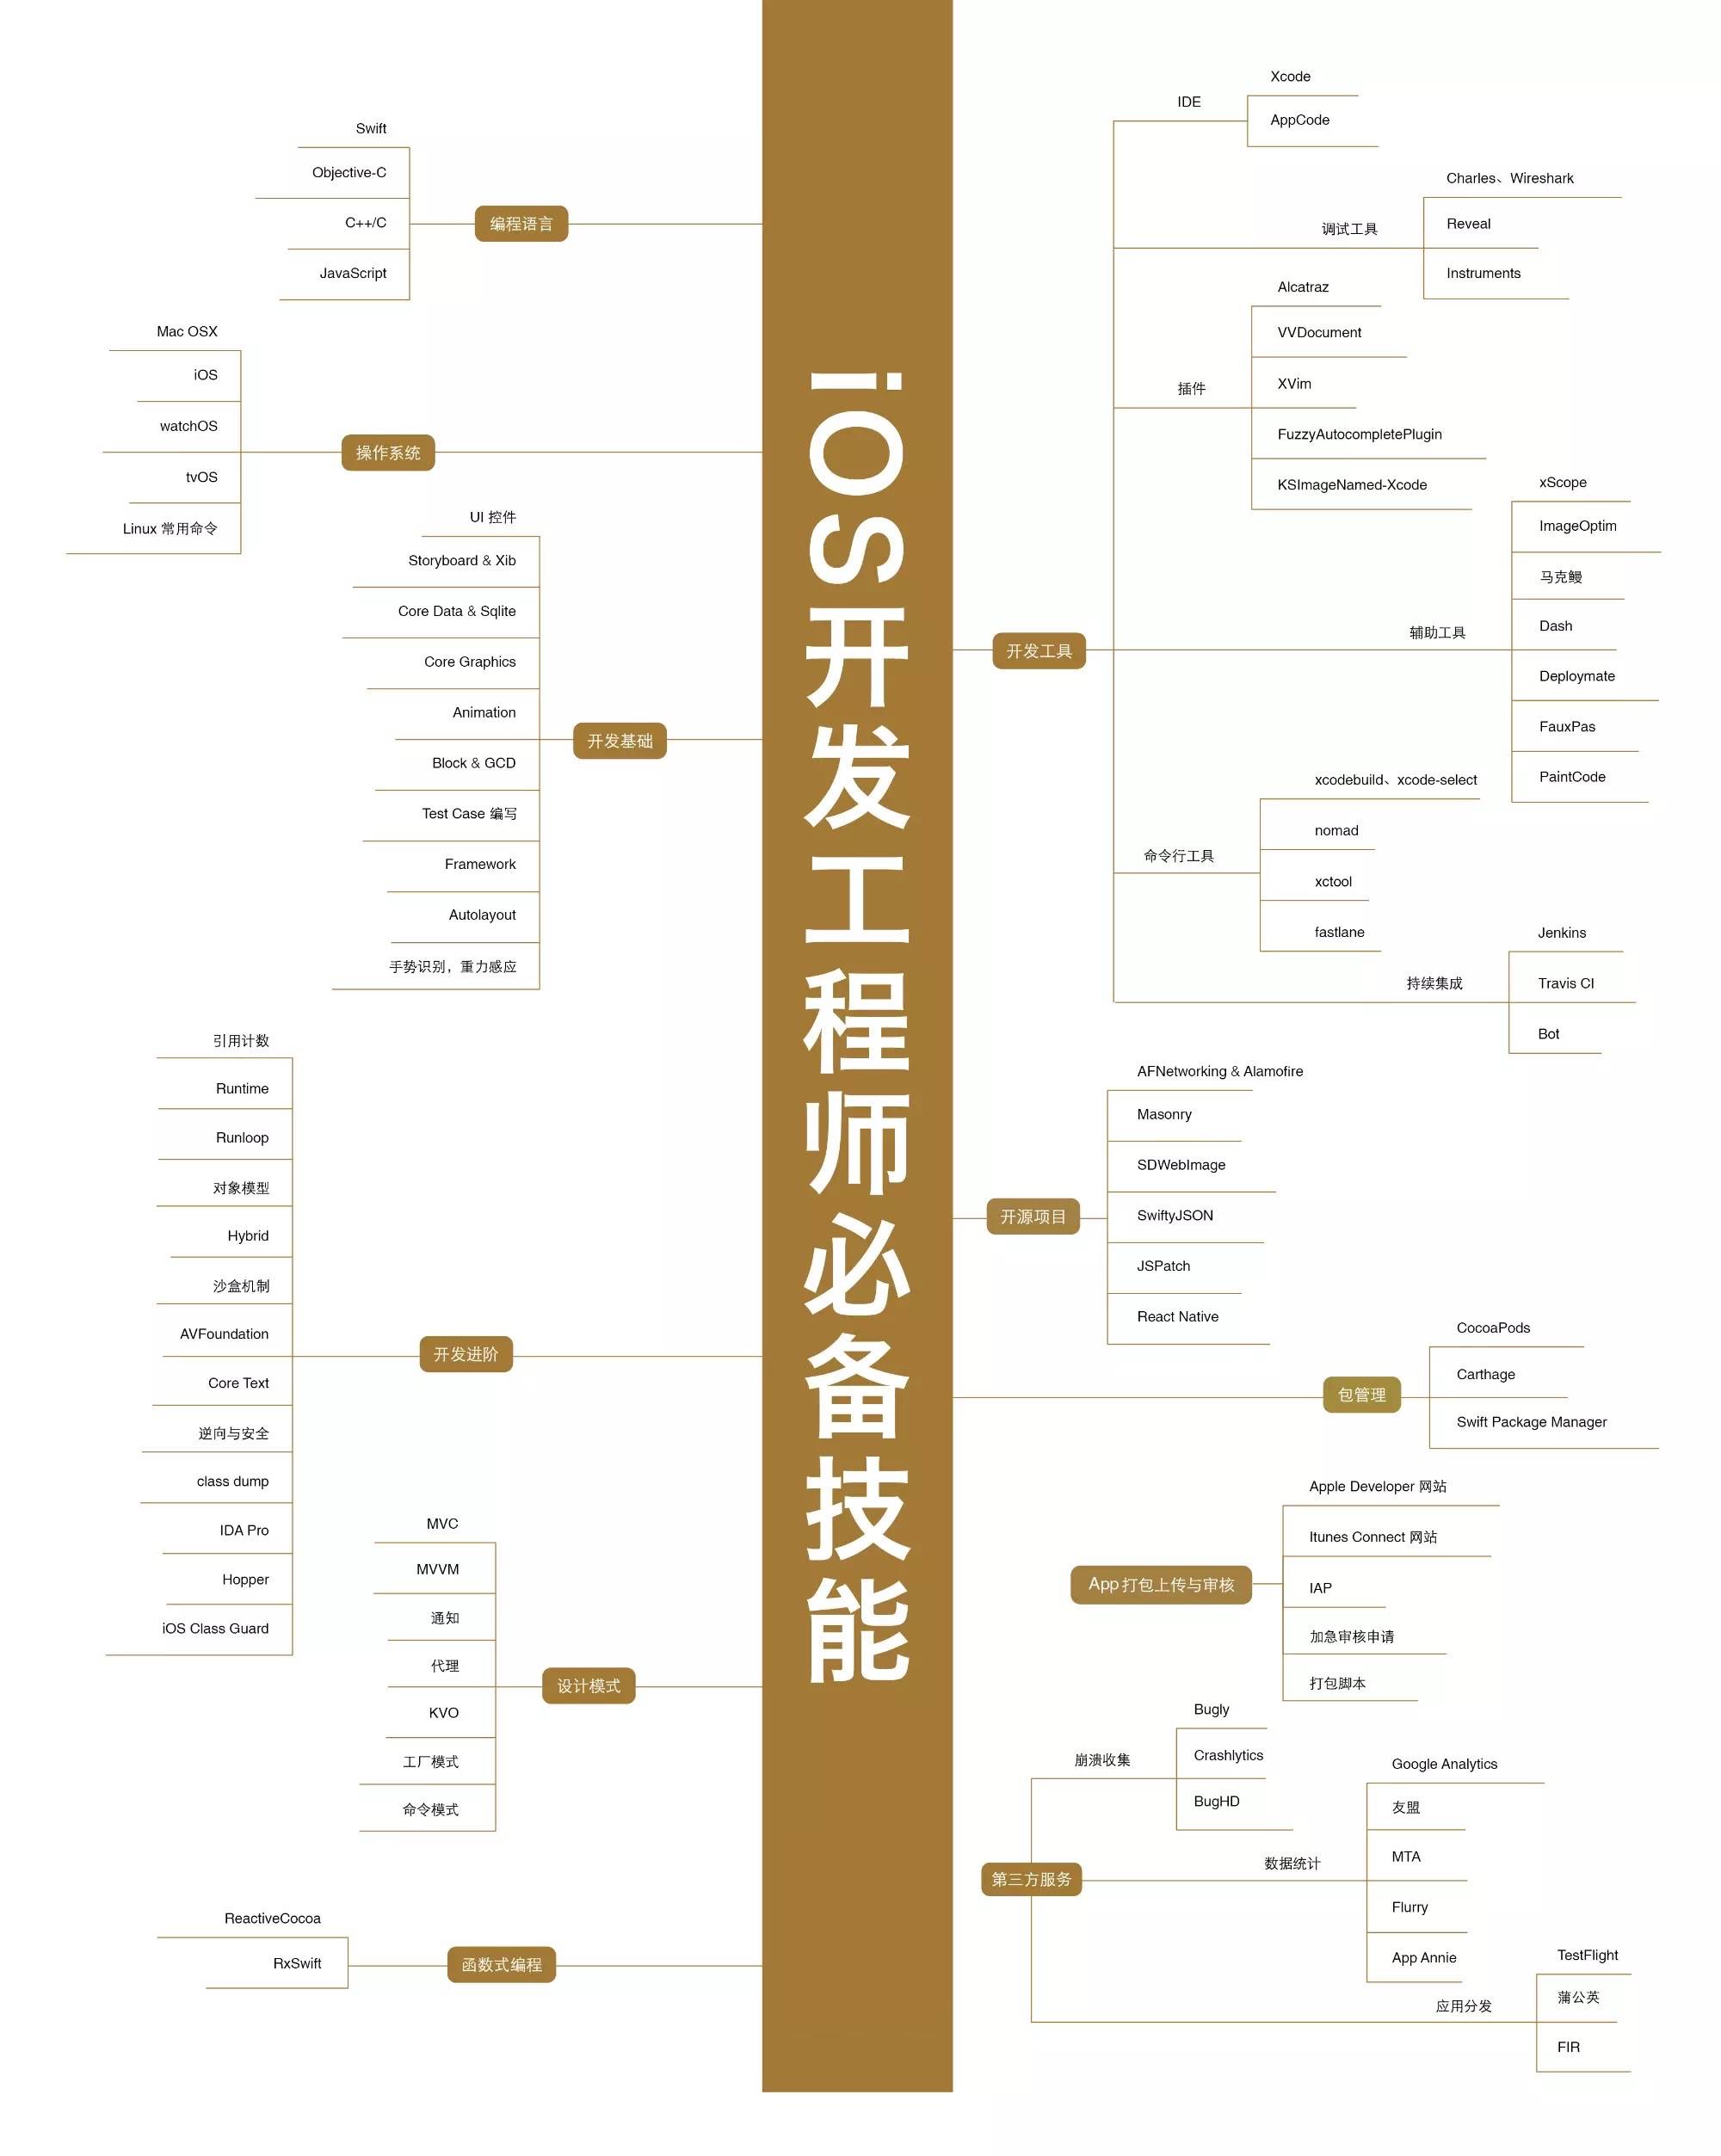 iOS开发工程师必备技能
编程语言
Swift
Objective-C
C++/C
JavaScript
操作系统
Mac OSX
iOS
watchOS
tvOS
Linux 常用命令
开发基础
UI 控件
Storyboard & Xib
Core Data & Sqlite
Core Graphics
Animation
Block & GCD
Test Case 编写
Framework
Autolayout
手势识别，重力感应
开发进阶
引用计数
Runtime
Runloop
对象模型
Hybrid
沙盒机制
AVFoundation
Core Text
逆向与安全
class dump
IDA Pro
Hopper
iOS Class Guard
设计模式
MVC
MVVM
通知
代理
KVO
工厂模式
命令模式
函数式编程
ReactiveCocoa
RxSwift
开发工具
IDE
Xcode
AppCode
调试工具
Charles、Wireshark
Reveal
Instruments
插件
Alcatraz
VVDocument
XVim
FuzzyAutocompletePlugin
KSImageNamed-Xcode
辅助工具
xScope
ImageOptim
马克鳗
Dash
Deploymate
FauxPas
PaintCode
命令行工具
xcodebuild、xcode-select
nomad
xctool
fastlane
持续集成
Jenkins
Travis CI
Bot
开源项目
AFNetworking & Alamofire
Masonry
SDWebImage
SwiftyJSON
JSPatch
React Native
包管理
CocoaPods
Carthage
Swift Package Manager
App 打包上传与审核
Apple Developer 网站
Itunes Connect 网站
IAP
加急审核申请
打包脚本
第三方服务
崩溃收集
Bugly
Crashlytics
BugHD
数据统计
Google Analytics
友盟
MTA
Flurry
App Annie
应用分发
TestFlight
蒲公英
FIR